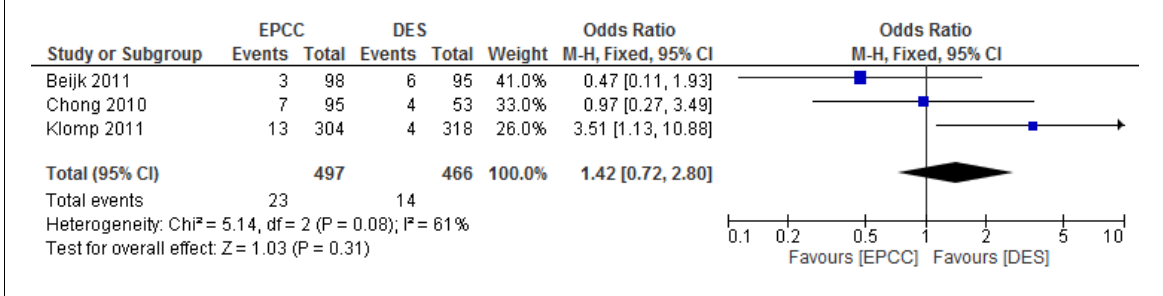 EPCC DES Odds Ratio Odds Ratio
Study or Subgroup Events Total Events Total Weight M-H, Fixed, 95% CI M-H, Fixed, 95% CI
Beijk 2011 3 98 6 95 41.0% 0.47 [0.11, 1.93]
Chong 2010 7 95 4 53 33.0% 0.97 [0.27, 3.49]
Klomp 2011 13 304 4 318 26.0% 3.51 [1.13, 10.88]
Total (95% CI) 497 466 100.0% 1.42 [0.72, 2.80]
Total events 23 14
Heterogeneity: Chi² = 5.14, df = 2 (P = 0.08); I² = 61%
Test for overall effect: Z = 1.03 (P = 0.31)
0.1 0.2 0.5 1 2 5 10
Favours [EPCC] Favours [DES]